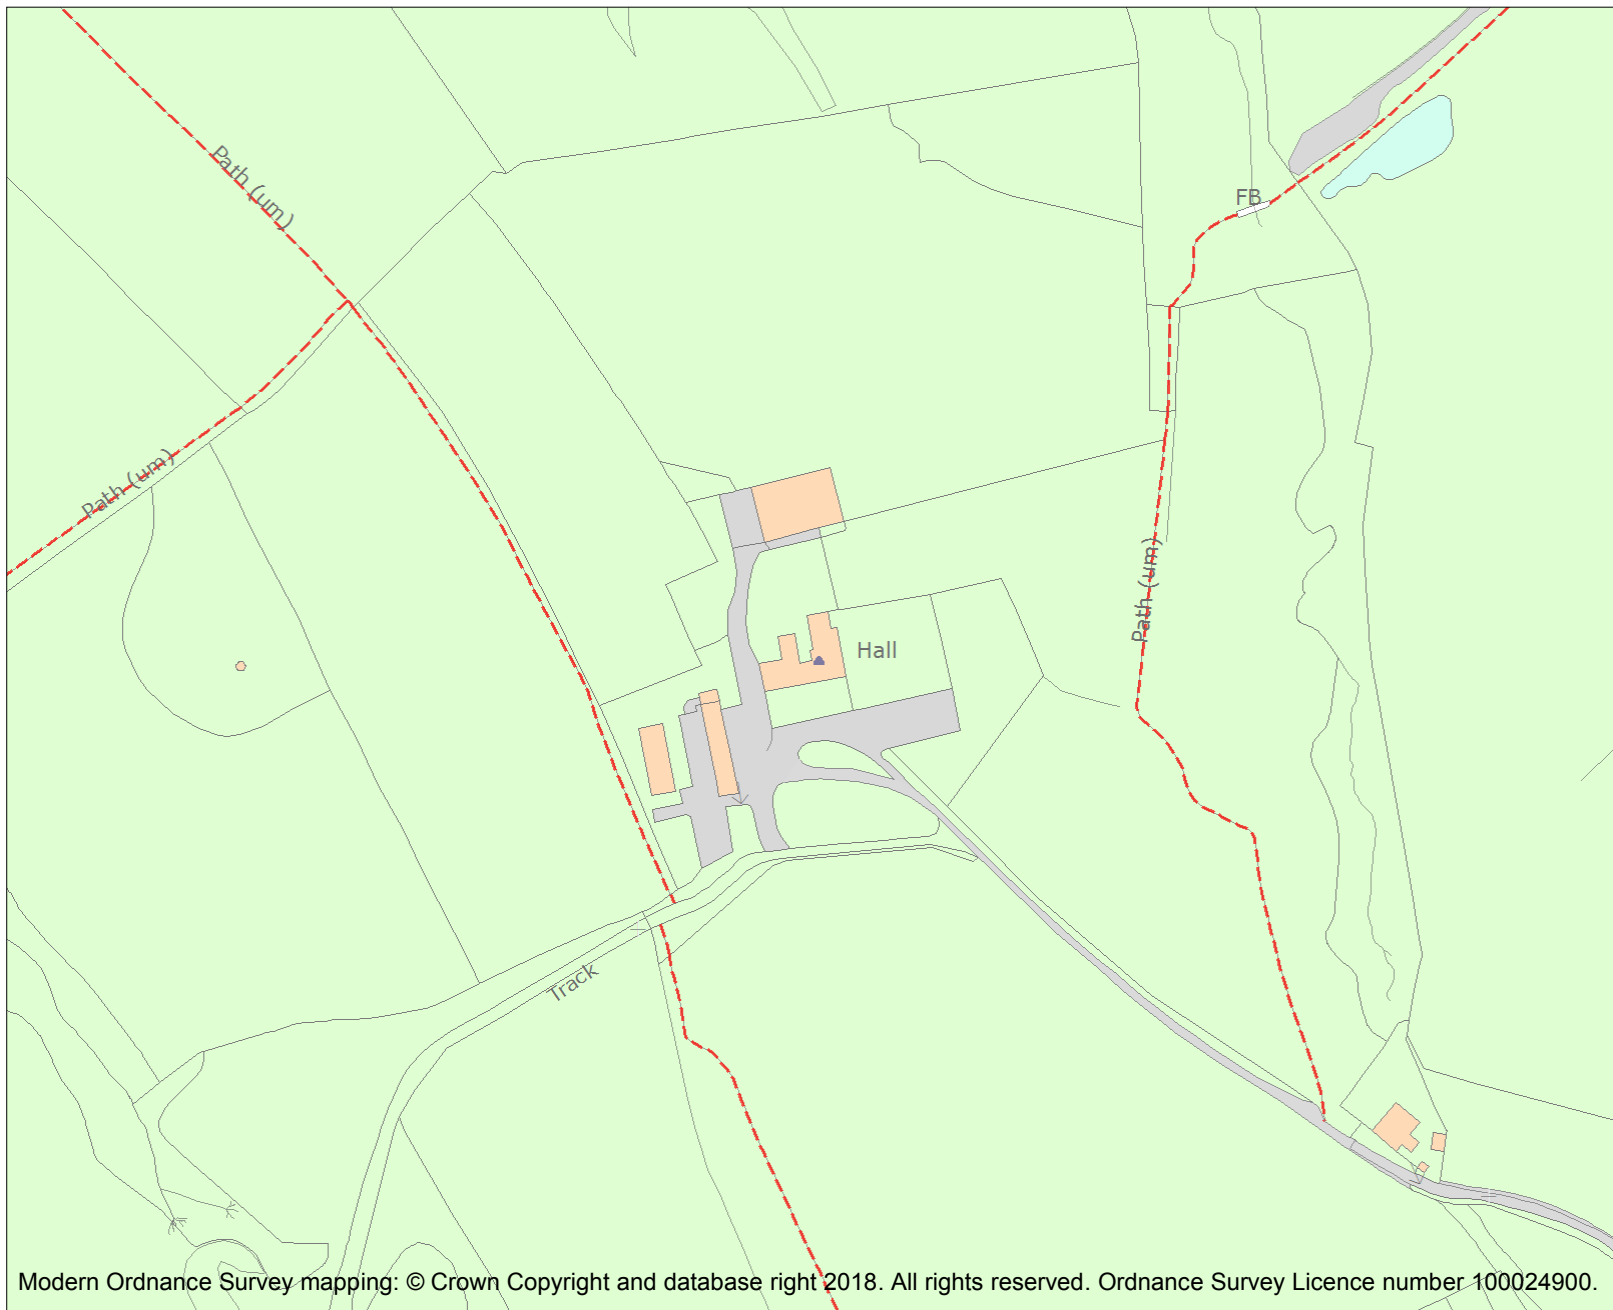 Path (um)
FB
Path (um)
Path (um)
Hall
Track
Modern Ordnance Survey mapping: © Crown Copyright and database right 2018. All rights reserved. Ordnance Survey Licence number 100024900.